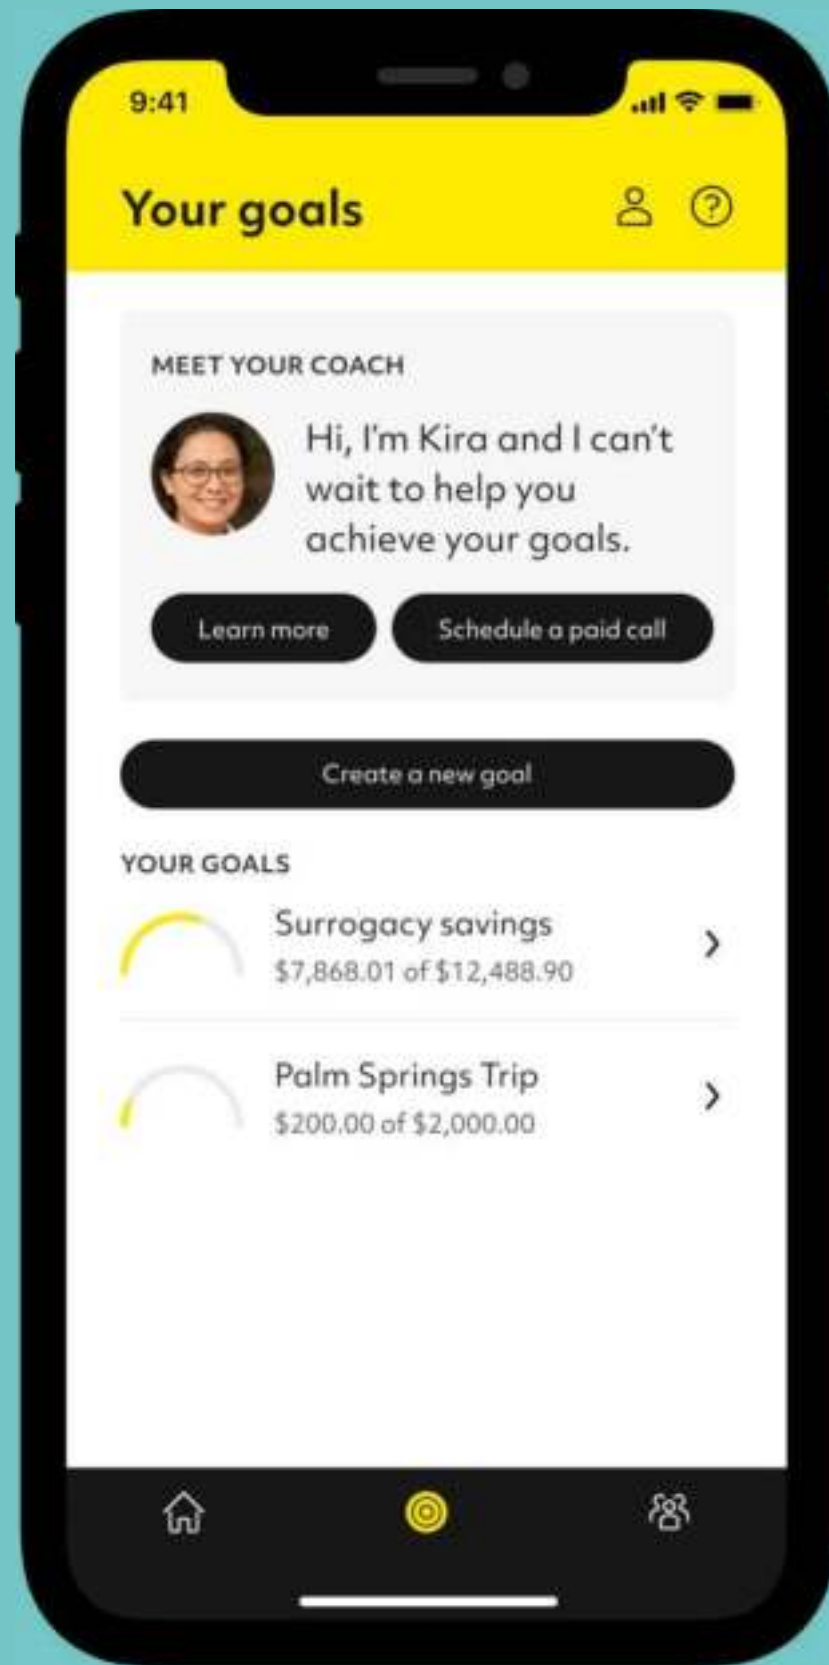 9:41
Your goals
MEET YOUR COACH
Hi, I'm Kira and I can't
wait to help you
achieve your goals.
Learn more
Schedule a paid call
Create a new goal
YOUR GOALS
Surrogacy savings
$7,868.01 of $12,488.90
Palm Springs Trip
$200.00 of $2,000.00